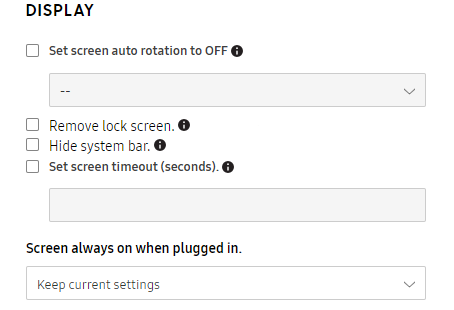 DISPLAY
Set screen auto rotation to OFF
--
Remove lock screen.
Hide system bar.
Set screen timeout (seconds).
Screen always on when plugged in.
Keep current settings